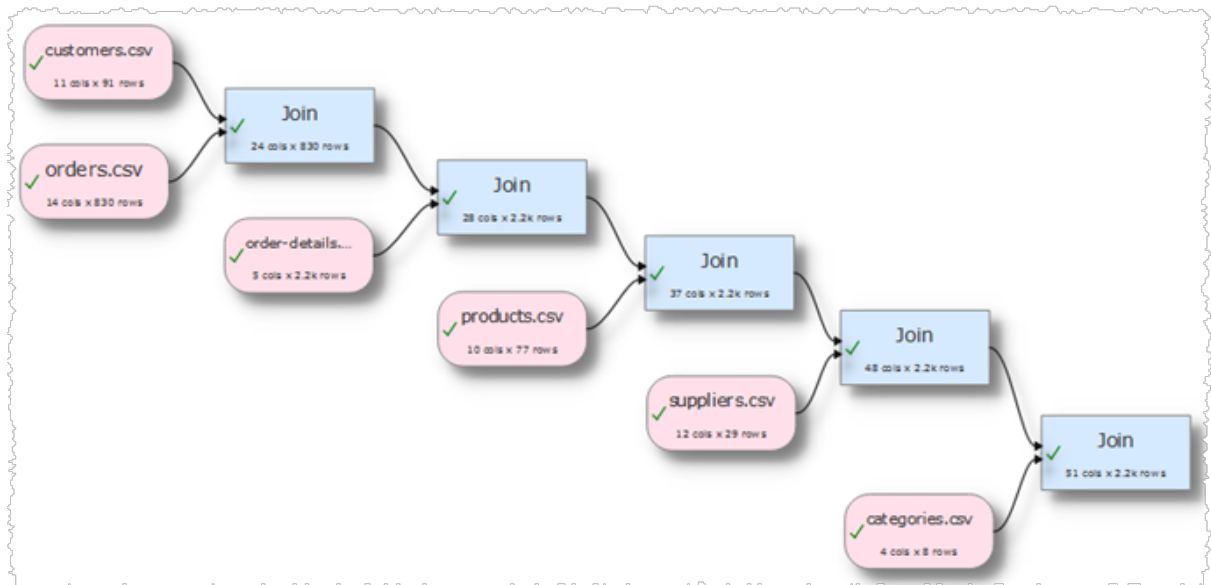 customers.csv
11 cols x 91 rows
orders.csv
14 cols x 830 rows
Join
24 cols x 830 rows
order-details....
5 cols x 2.2k rows
Join
28 cols x 2.2k rows
products.csv
10 cols x 77 rows
Join
37 cols x 2.2k rows
suppliers.csv
12 cols x 29 rows
Join
48 cols x 2.2k rows
categories.csv
4 cols x 8 rows
Join
51 cols x 2.2k rows